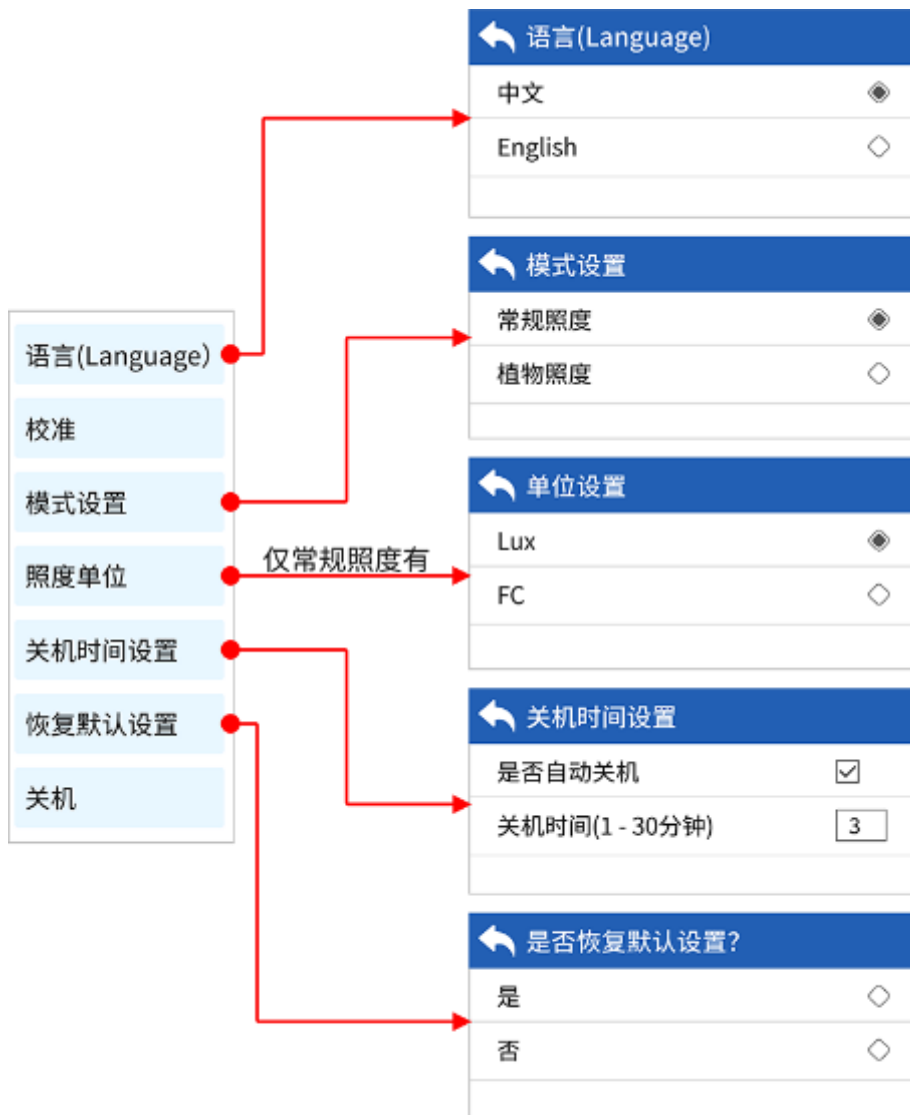 语言(Language)
校准
模式设置
照度单位
关机时间设置
恢复默认设置
关机
仅常规照度有
语言(Language)
中文
English
模式设置
常规照度
植物照度
单位设置
Lux
FC
关机时间设置
是否自动关机
关机时间(1 - 30分钟) 3
是否恢复默认设置?
是
否